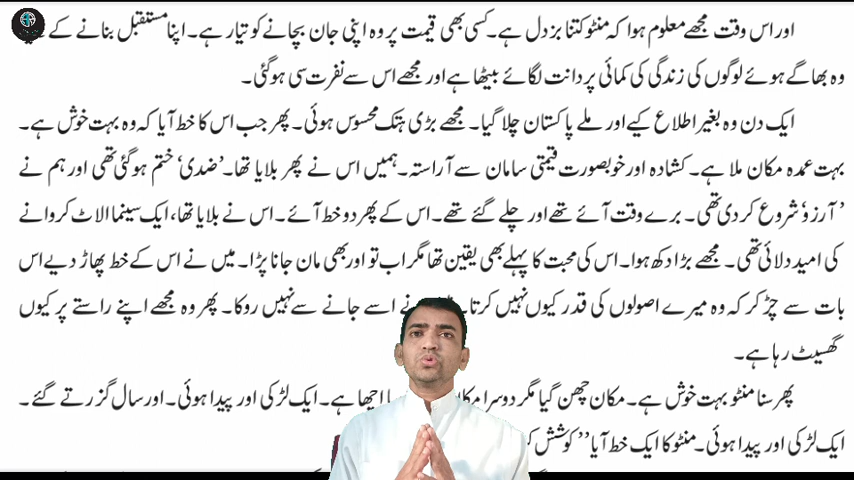 اور اس وقت مجھے معلوم ہوا کہ منٹو کتنا بزدل ہے۔ کسی بھی قیمت پر وہ اپنی جان بچانے کو تیار ہے۔ اپنا مستقبل بنانے کے
وہ بھاگے ہوئے لوگوں کی زندگی کی کمائی پر دانت لگائے بیٹھا ہے اور مجھے اس سے نفرت سی ہوگئی۔
ایک دن وہ بغیر اطلاع کیے اور ملے پاکستان چلا گیا۔ مجھے بڑی ہتک محسوس ہوئی۔ پھر جب اس کا خط آیا کہ وہ بہت خوش ہے۔
بہت عمدہ مکان ملا ہے۔ کشادہ اور خوبصورت قیمتی سامان سے آراستہ۔ ہمیں اس نے پھر بلایا تھا۔ ’ضدی‘ ختم ہوگئی تھی اور ہم نے
’آرزو‘ شروع کردی تھی۔ برے وقت آئے تھے اور چلے گئے تھے۔ اس کے پھر دو خط آئے۔ اس نے بلایا تھا، ایک سینما الاٹ کروانے
کی امید دلائی تھی۔ مجھے بڑا دکھ ہوا۔ اس کی محبت کا پہلے بھی یقین تھا مگر اب تو اور بھی مان جانا پڑا۔ میں نے اس کے خط پھاڑ دیے اس
بات سے چڑ کر کہ وہ میرے اصولوں کی قدر کیوں نہیں کرتا۔ نے اسے جانے سے نہیں روکا۔ پھر وہ مجھے اپنے راستے پر کیوں
گھسیٹ رہا ہے۔
پھر سنا منٹو بہت خوش ہے۔ مکان چھن گیا مگر دوسرا مکان اچھا ہے۔ ایک لڑکی اور پیدا ہوئی۔ اور سال گزرتے گئے۔
ایک لڑکی اور پیدا ہوئی۔ منٹو کا ایک خط آیا ’’کوشش